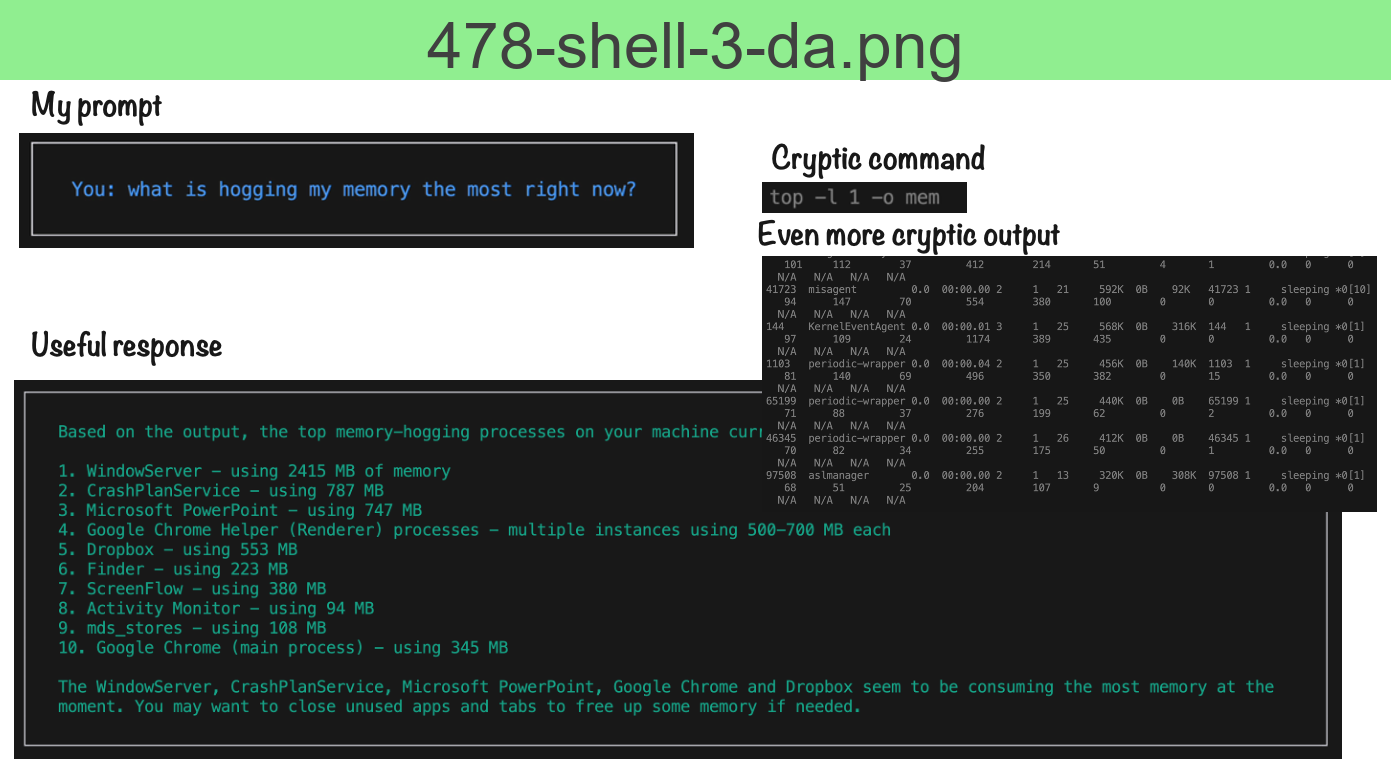 478-shell-3-da.png
My prompt
You: what is hogging my memory the most right now?
Cryptic command
top -l 1 -o mem
Even more cryptic output
101 112 37 412 214 51 4 1 0.0 0 0
N/A N/A N/A N/A
41723 misagent 0.0 00:00.00 2 1 21 592K 0B 92K 41723 1 sleeping *0[10]
94 147 70 554 380 100 0 0 0.0 0 0
N/A N/A N/A N/A
144 KernelEventAgent 0.0 00:00.01 3 1 25 568K 0B 316K 144 1 sleeping *0[1]
97 109 24 1174 389 435 0 0 0.0 0 0
N/A N/A N/A N/A
1103 periodic-wrapper 0.0 00:00.04 2 1 25 456K 0B 140K 1103 1 sleeping *0[1]
81 140 69 496 350 382 0 15 0.0 0 0
N/A N/A N/A N/A
65199 periodic-wrapper 0.0 00:00.00 2 1 25 440K 0B 0B 65199 1 sleeping *0[1]
71 88 37 276 199 62 0 2 0.0 0 0
N/A N/A N/A N/A
46345 periodic-wrapper 0.0 00:00.00 2 1 26 412K 0B 0B 46345 1 sleeping *0[1]
70 82 34 255 175 50 0 1 0.0 0 0
N/A N/A N/A N/A
97508 aslmanager 0.0 00:00.00 2 1 13 320K 0B 308K 97508 1 sleeping *0[1]
68 51 25 204 107 9 0 0 0.0 0 0
N/A N/A N/A N/A
Useful response
Based on the output, the top memory-hogging processes on your machine
1. WindowServer - using 2415 MB of memory
2. CrashPlanService - using 787 MB
3. Microsoft PowerPoint - using 747 MB
4. Google Chrome Helper (Renderer) processes - multiple instances using 500-700 MB each
5. Dropbox - using 553 MB
6. Finder - using 223 MB
7. ScreenFlow - using 380 MB
8. Activity Monitor - using 94 MB
9. mds_stores - using 108 MB
10. Google Chrome (main process) - using 345 MB
The WindowServer, CrashPlanService, Microsoft PowerPoint, Google Chrome and Dropbox seem to be consuming the most memory at the
moment. You may want to close unused apps and tabs to free up some memory if needed.